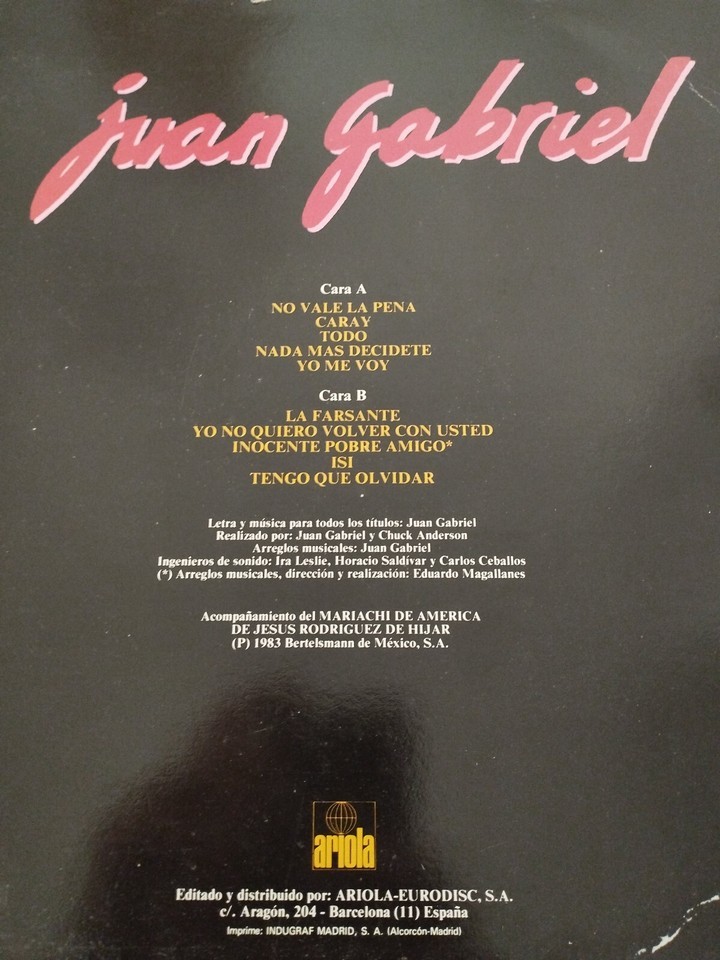 juan gabriel
Cara A
NO VALE LA PENA
CARAY
TODO
NADA MAS DECIDETE
YO ME VOY
Cara B
LA FARSANTE
YO NO QUIERO VOLVER CON USTED
INOCENTE POBRE AMIGO*
ISI
TENGO QUE OLVIDAR
Letra y música para todos los títulos: Juan Gabriel
Realizado por: Juan Gabriel y Chuck Anderson
Arreglos musicales: Juan Gabriel
Ingenieros de sonido: Ira Leslie, Horacio Saldívar y Carlos Ceballos
(*) Arreglos musicales, dirección y realización: Eduardo Magallanes
Acompañamiento del MARIACHI DE AMERICA
DE JESUS RODRIGUEZ DE HIJAR
(P) 1983 Bertelsmann de México, S.A.
ariola
Editado y distribuido por: ARIOLA-EURODISC, S.A.
c/. Aragón, 204 - Barcelona (11) España
Imprime: INDUGRAF MADRID, S. A. (Alcorcón-Madrid)